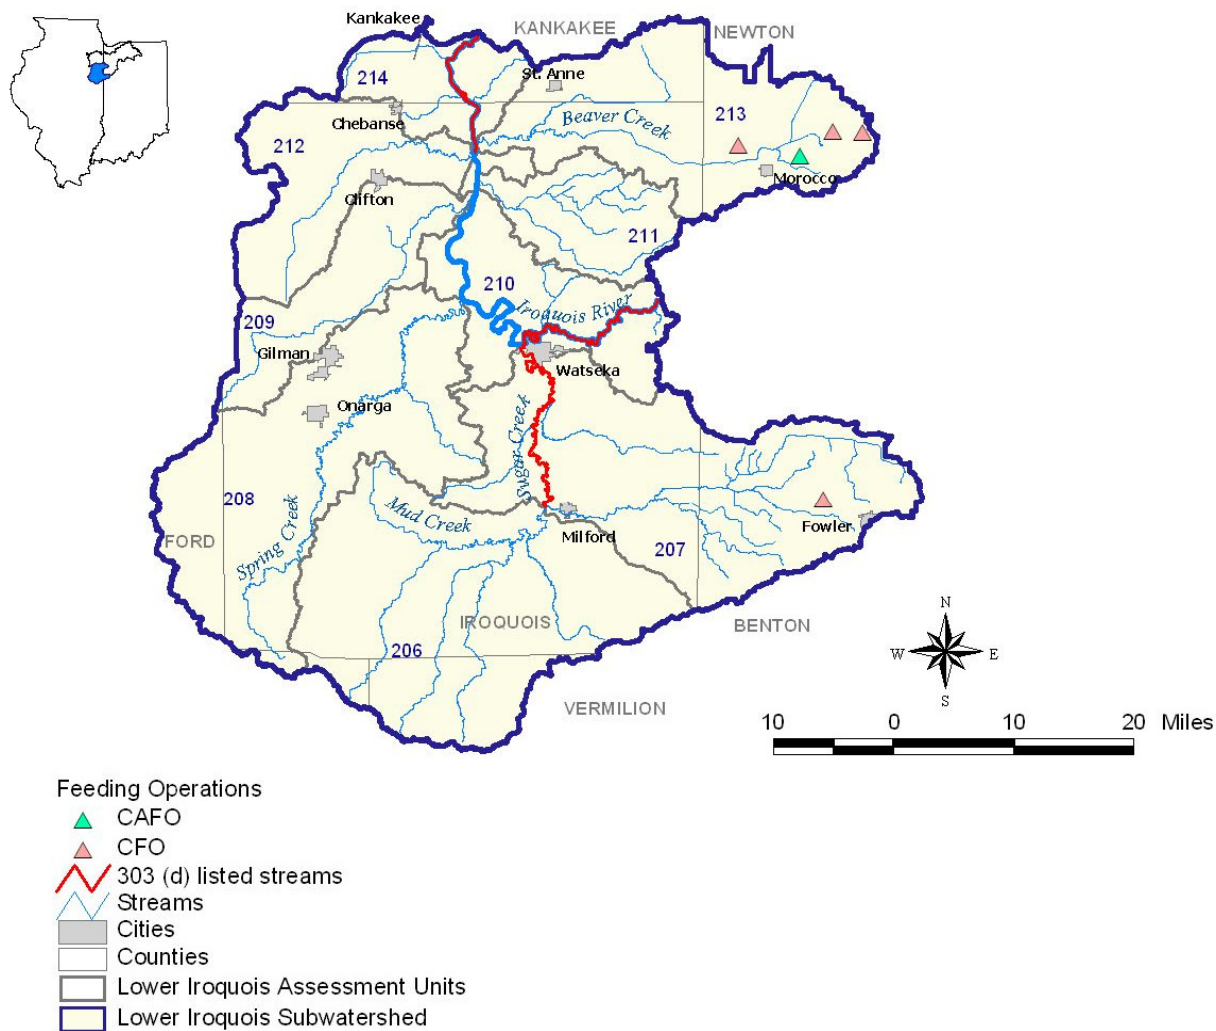 Kankakee
KANKAKEE
NEWTON
214
St. Anne
Chebanse
Beaver Creek
213
212
Morocco
Clifton
211
210
Iroquois River
209
Gilman
Watseka
Onarga
Sugar Creek
208
Mud Creek
Milford
Fowler
FORD
Spring Creek
207
IROQUOIS
BENTON
206
VERMILION
N
W
E
S
10 0 10 20 Miles
Feeding Operations
CAFO
CFO
303 (d) listed streams
Streams
Cities
Counties
Lower Iroquois Assessment Units
Lower Iroquois Subwatershed